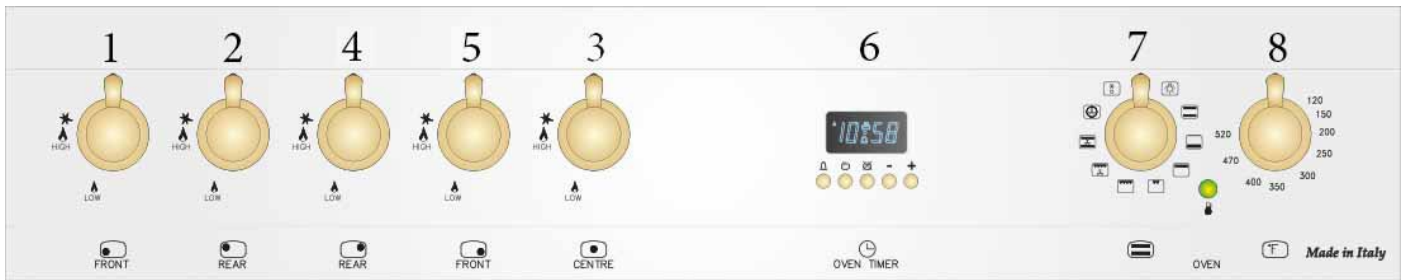 1 2 4 5 3 6 7 8
10:58
HIGH HIGH HIGH HIGH HIGH
LOW LOW LOW LOW LOW
- +
120
150
200
250
300
350
400
470
520
FRONT REAR REAR FRONT CENTRE OVEN TIMER OVEN °F Made in Italy